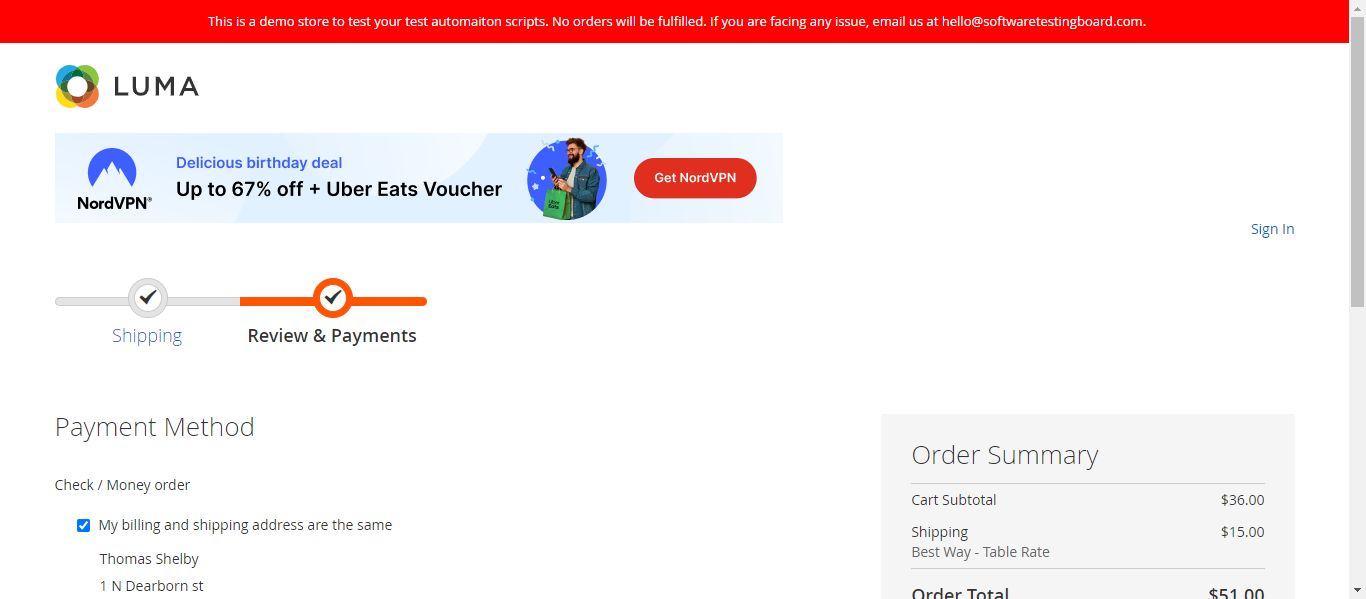 This is a demo store to test your test automaiton scripts. No orders will be fulfilled. If you are facing any issue, email us at hello@softwaretestingboard.com.
LUMA
NordVPN®
Delicious birthday deal
Up to 67% off + Uber Eats Voucher
Uber
Eats
Get NordVPN
Sign In
Shipping
Review & Payments
Payment Method
Check / Money order
My billing and shipping address are the same
Thomas Shelby
1 N Dearborn st
Order Summary
Cart Subtotal $36.00
Shipping $15.00
Best Way - Table Rate
Order Total $51.00